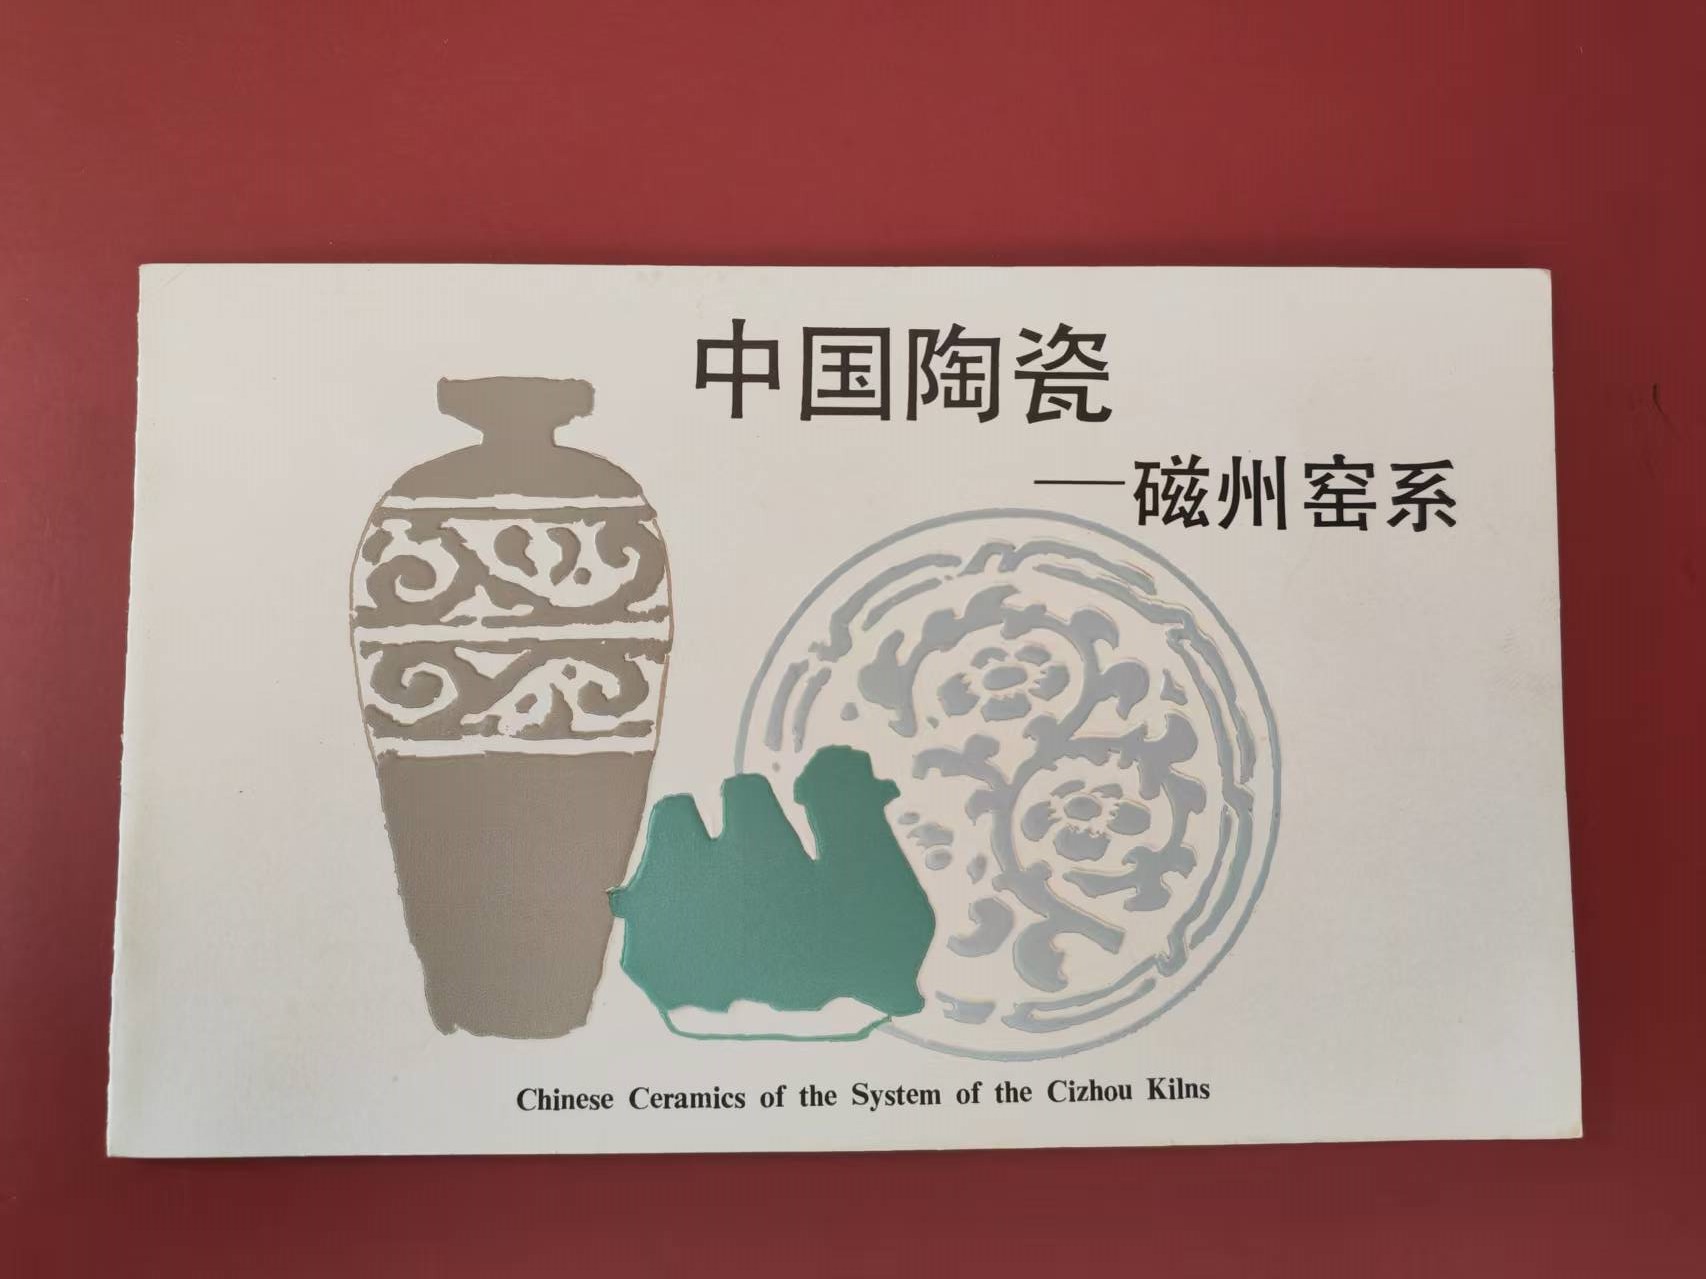 中国陶瓷
——磁州窑系
Chinese Ceramics of the System of the Cizhou Kilns